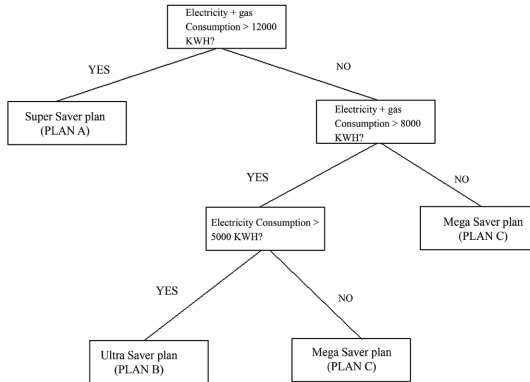 Electricity + gas
Consumption > 12000
KWH?
YES
NO
Super Saver plan
(PLAN A)
Electricity + gas
Consumption > 8000
KWH?
YES
NO
Electricity Consumption >
5000 KWH?
Mega Saver plan
(PLAN C)
YES
NO
Ultra Saver plan
(PLAN B)
Mega Saver plan
(PLAN C)